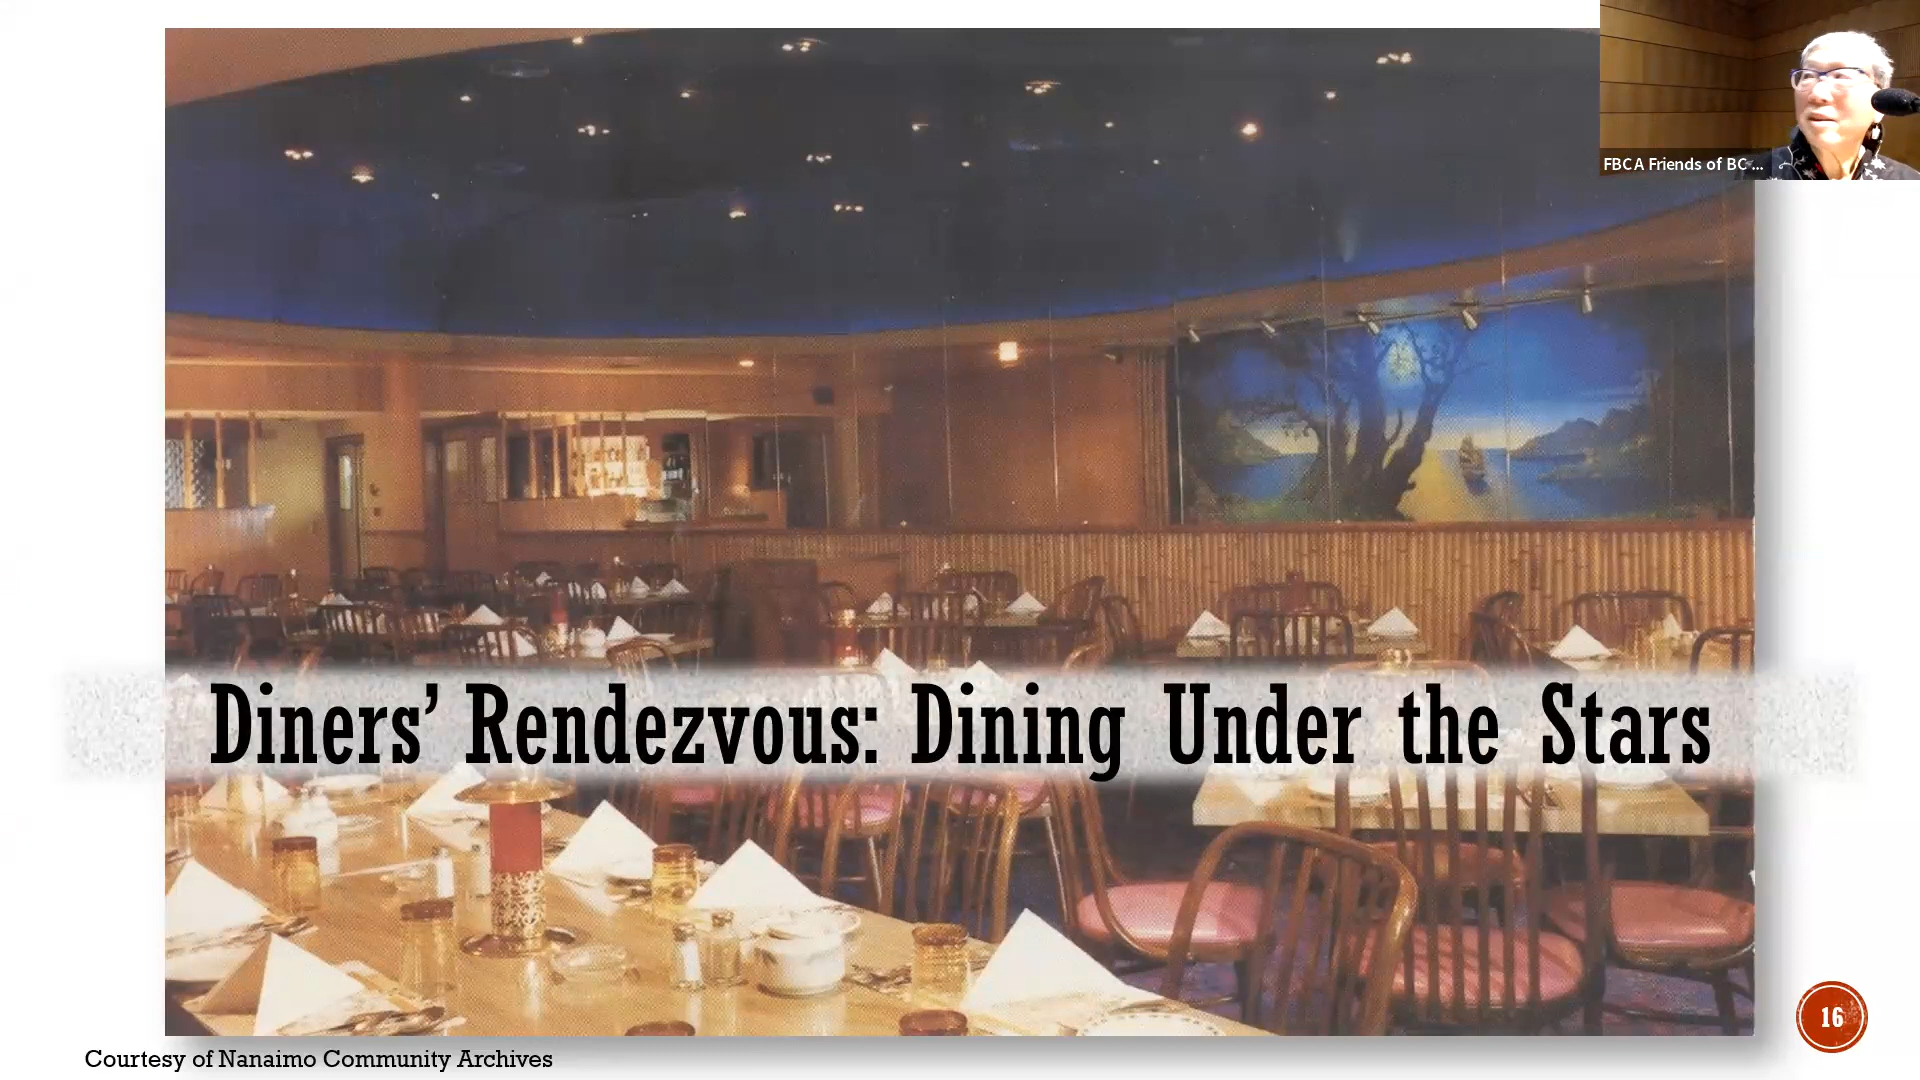 FBCA Friends of BC ...
Diners’ Rendezvous: Dining Under the Stars
16
Courtesy of Nanaimo Community Archives